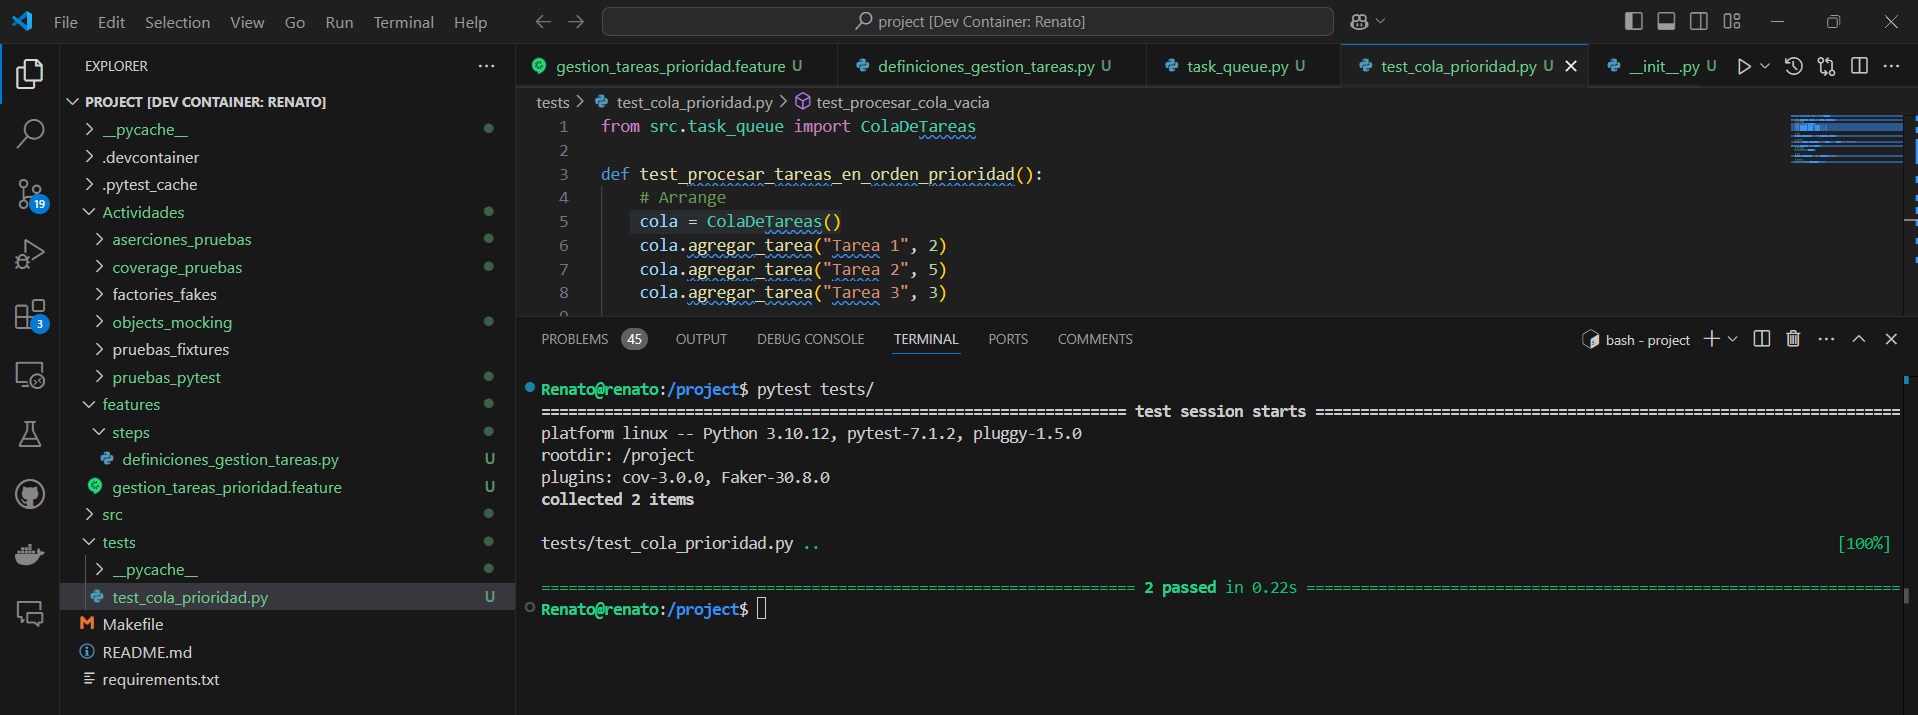 File Edit Selection View Go Run Terminal Help
project [Dev Container: Renato]
EXPLORER
PROJECT [DEV CONTAINER: RENATO]
__pycache__
.devcontainer
.pytest_cache
Actividades
aserciones_pruebas
coverage_pruebas
factories_fakes
objects_mocking
pruebas_fixtures
pruebas_pytest
features
steps
definiciones_gestion_tareas.py U
gestion_tareas_prioridad.feature U
src
tests
__pycache__
test_cola_prioridad.py U
Makefile
README.md
requirements.txt
19
3
gestion_tareas_prioridad.feature U definiciones_gestion_tareas.py U task_queue.py U test_cola_prioridad.py U __init__.py U
tests > test_cola_prioridad.py > test_procesar_cola_vacia
1 from src.task_queue import ColaDeTareas
2
3 def test_procesar_tareas_en_orden_prioridad():
4 # Arrange
5 cola = ColaDeTareas()
6 cola.agregar_tarea("Tarea 1", 2)
7 cola.agregar_tarea("Tarea 2", 5)
8 cola.agregar_tarea("Tarea 3", 3)
PROBLEMS 45 OUTPUT DEBUG CONSOLE TERMINAL PORTS COMMENTS
bash - project
Renato@renato:/project$ pytest tests/
================================================================= test session starts =================================================================
platform linux -- Python 3.10.12, pytest-7.1.2, pluggy-1.5.0
rootdir: /project
plugins: cov-3.0.0, Faker-30.8.0
collected 2 items
tests/test_cola_prioridad.py .. [100%]
================================================================== 2 passed in 0.22s ==================================================================
Renato@renato:/project$